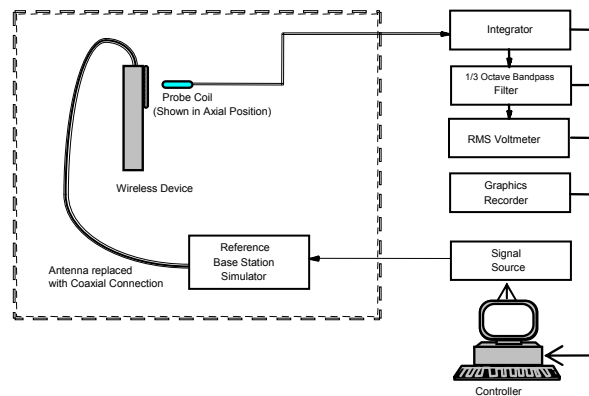 Integrator
1/3 Octave Bandpass
Filter
RMS Voltmeter
Graphics
Recorder
Signal
Source
Controller
Probe Coil
(Shown in Axial Position)
Wireless Device
Reference
Base Station
Simulator
Antenna replaced
with Coaxial Connection